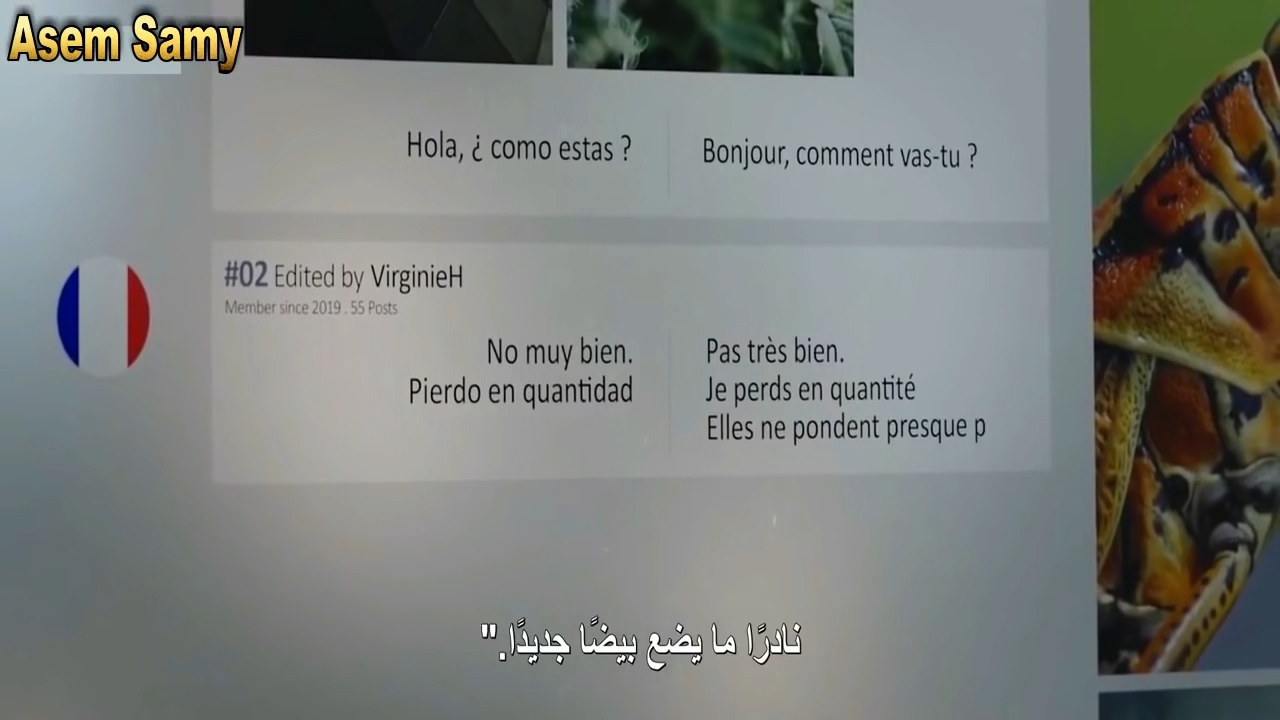 Asem Samy
Hola, ¿ como estas ?
Bonjour, comment vas-tu ?
#02 Edited by VirginieH
Member since 2019 . 55 Posts
No muy bien.
Pierdo en quantidad
Pas très bien.
Je perds en quantité
Elles ne pondent presque p
نادرًا ما يضع بيضًا جديدًا."